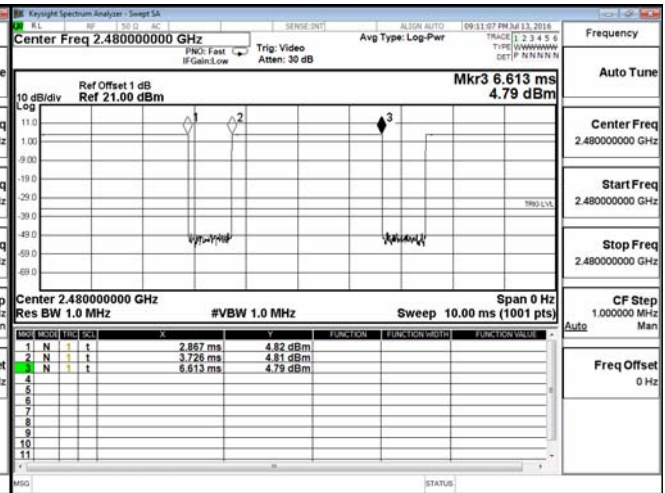 Keysight Spectrum Analyzer - Swept SA
RL RF 50 Ω AC SENSE:INT ALIGN AUTO 09:11:07 PM Jul 13, 2016
Center Freq 2.480000000 GHz
PNO: Fast
IFGain:Low
Trig: Video
Atten: 30 dB
Avg Type: Log-Pwr
TRACE 1 2 3 4 5 6
TYPE WWWWWW
DET P N N N N N
Frequency
Ref Offset 1 dB
10 dB/div Ref 21.00 dBm
Log
Mkr3 6.613 ms
4.79 dBm
11.0
1.00
-9.00
-19.0
-29.0
-39.0
-49.0
-59.0
-69.0
1
2
3
TRIG LVL
Center 2.480000000 GHz Span 0 Hz
Res BW 1.0 MHz #VBW 1.0 MHz Sweep 10.00 ms (1001 pts)
MKR MODE TRC SCL X Y FUNCTION FUNCTION WIDTH FUNCTION VALUE
1 N 1 t 2.867 ms 4.82 dBm
2 N 1 t 3.726 ms 4.81 dBm
3 N 1 t 6.613 ms 4.79 dBm
4
5
6
7
8
9
10
11
MSG STATUS
Auto Tune
Center Freq
2.480000000 GHz
Start Freq
2.480000000 GHz
Stop Freq
2.480000000 GHz
CF Step
1.000000 MHz
Auto Man
Freq Offset
0 Hz